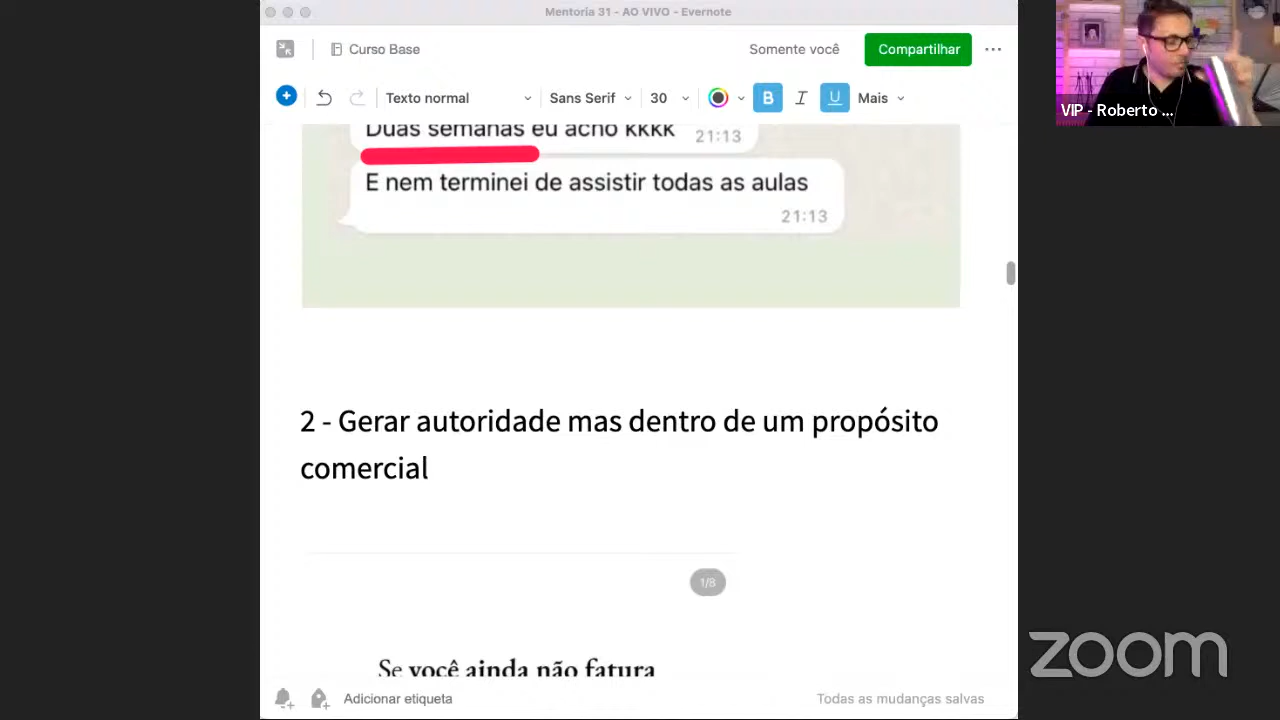 Mentoria 31 - AO VIVO - Evernote
Curso Base
Somente você
Compartilhar
Texto normal
Sans Serif
30
B
I
U
Mais
VIP - Roberto ...
Duas semanas eu acho kkkk
21:13
E nem terminei de assistir todas as aulas
21:13
2 - Gerar autoridade mas dentro de um propósito
comercial
1/8
Se você ainda não fatura
Adicionar etiqueta
Todas as mudanças salvas
zoom